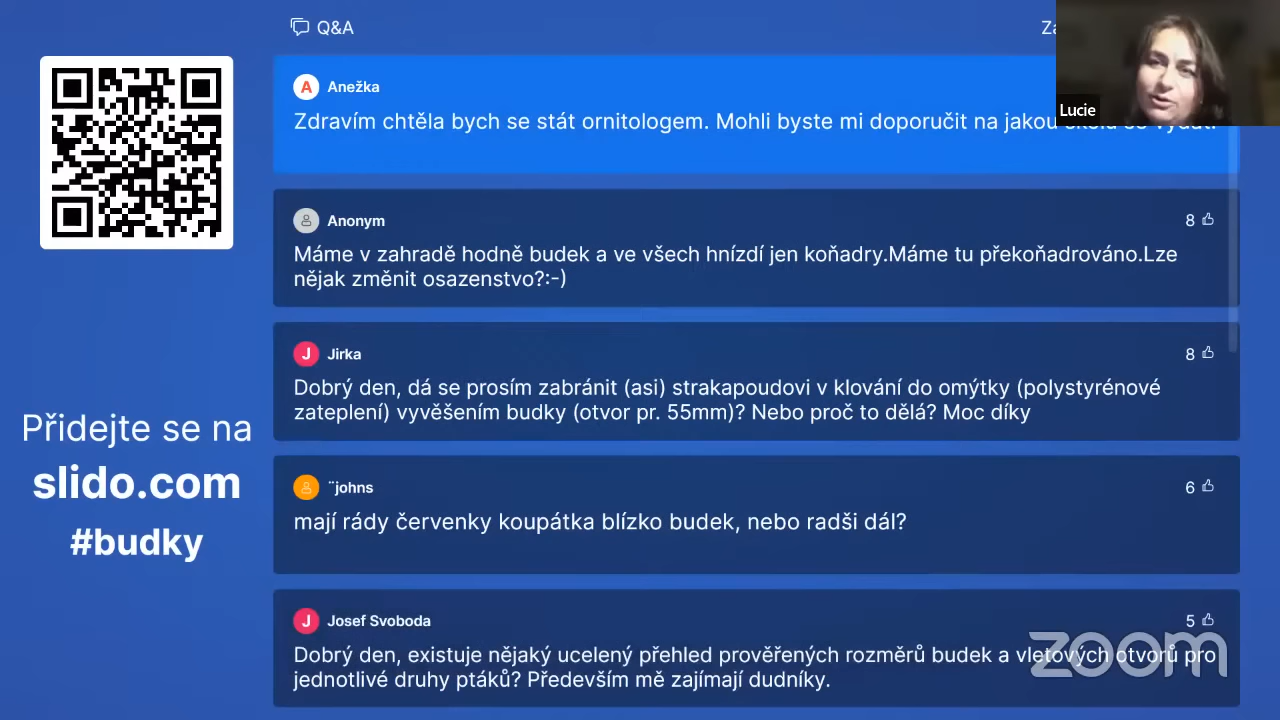 Q&A
Lucie
A Anežka
Zdravím chtěla bych se stát ornitologem. Mohli byste mi doporučit na jakou
Anonym
8
Máme v zahradě hodně budek a ve všech hnízdí jen koňadry.Máme tu překoňadrováno.Lze
nějak změnit osazenstvo?:-)
J Jirka
8
Dobrý den, dá se prosím zabránit (asi) strakapoudovi v klování do omýtky (polystyrénové
zateplení) vyvěšením budky (otvor pr. 55mm)? Nebo proč to dělá? Moc díky
¨johns
6
mají rády červenky koupátka blízko budek, nebo radši dál?
J Josef Svoboda
5
Dobrý den, existuje nějaký ucelený přehled prověřených rozměrů budek a vletových otvorů pro
jednotlivé druhy ptáků? Především mě zajímají dudníky.
Přidejte se na
slido.com
#budky
zoom